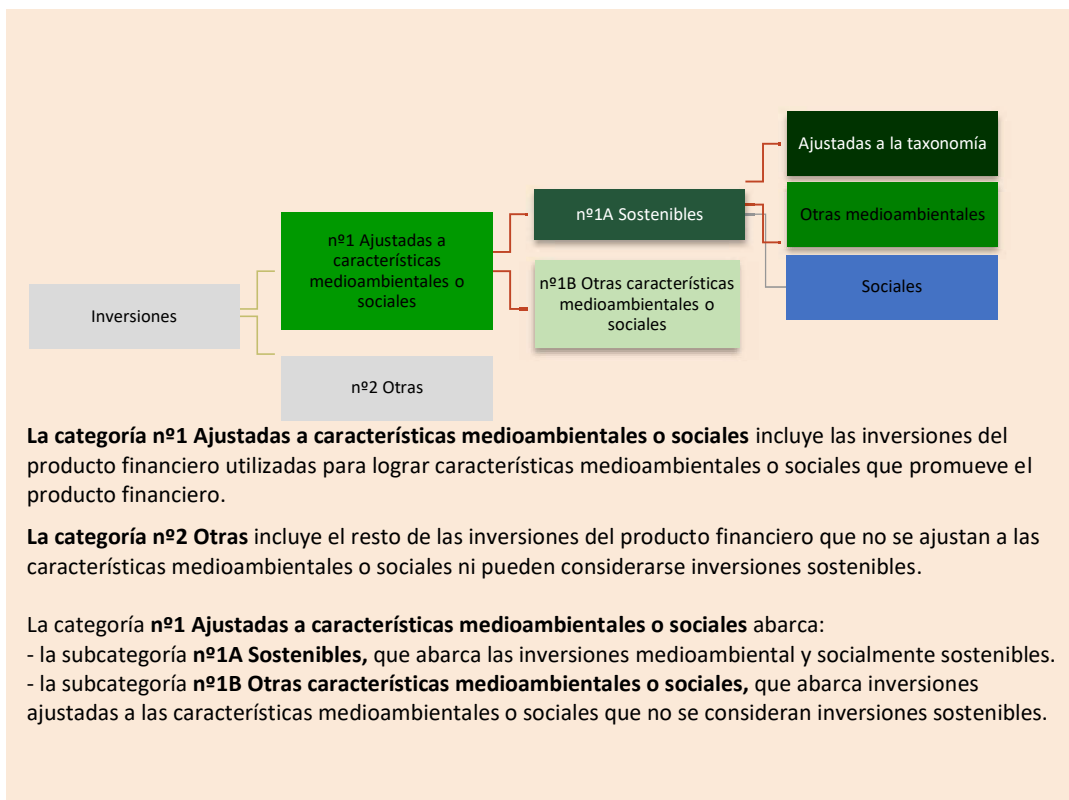 Inversiones
nº1 Ajustadas a
características
medioambientales o
sociales
nº2 Otras
nº1A Sostenibles
nº1B Otras características
medioambientales o
sociales
Ajustadas a la taxonomía
Otras medioambientales
Sociales
La categoría nº1 Ajustadas a características medioambientales o sociales incluye las inversiones del
producto financiero utilizadas para lograr características medioambientales o sociales que promueve el
producto financiero.
La categoría nº2 Otras incluye el resto de las inversiones del producto financiero que no se ajustan a las
características medioambientales o sociales ni pueden considerarse inversiones sostenibles.
La categoría nº1 Ajustadas a características medioambientales o sociales abarca:
- la subcategoría nº1A Sostenibles, que abarca las inversiones medioambiental y socialmente sostenibles.
- la subcategoría nº1B Otras características medioambientales o sociales, que abarca inversiones
ajustadas a las características medioambientales o sociales que no se consideran inversiones sostenibles.